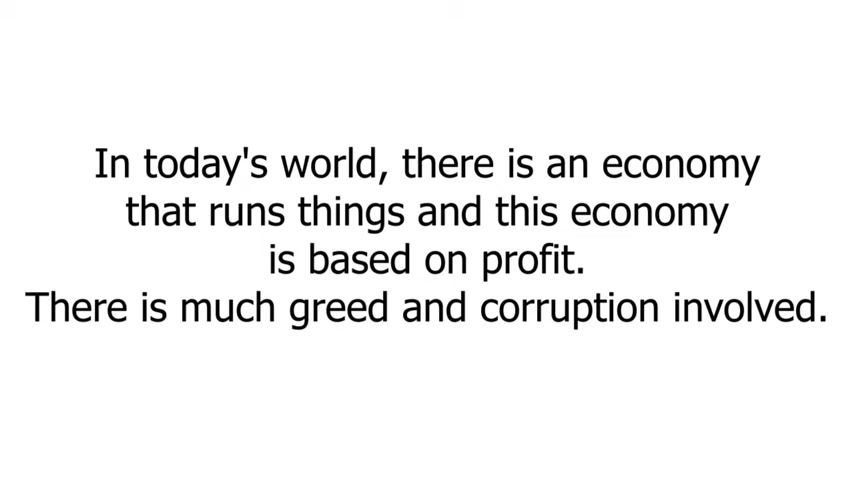 In today's world, there is an economy
that runs things and this economy
is based on profit.
There is much greed and corruption involved.